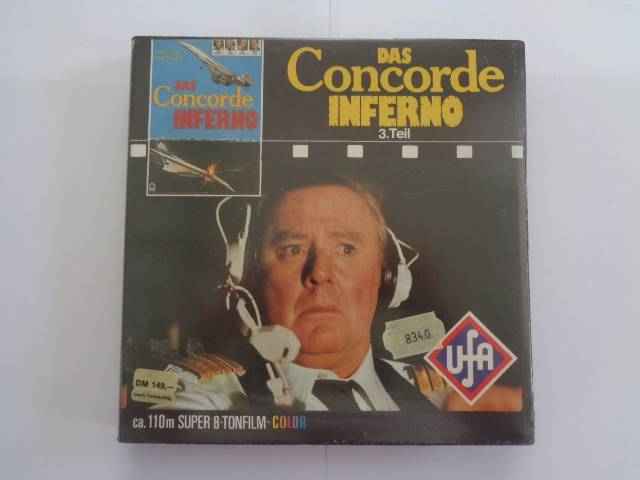 DAS
Concorde
INFERNO
3.Teil
DAS
Concorde
INFERNO
8340
UFA
DM 149,—
ca. 110m SUPER 8-TONFILM-COLOR